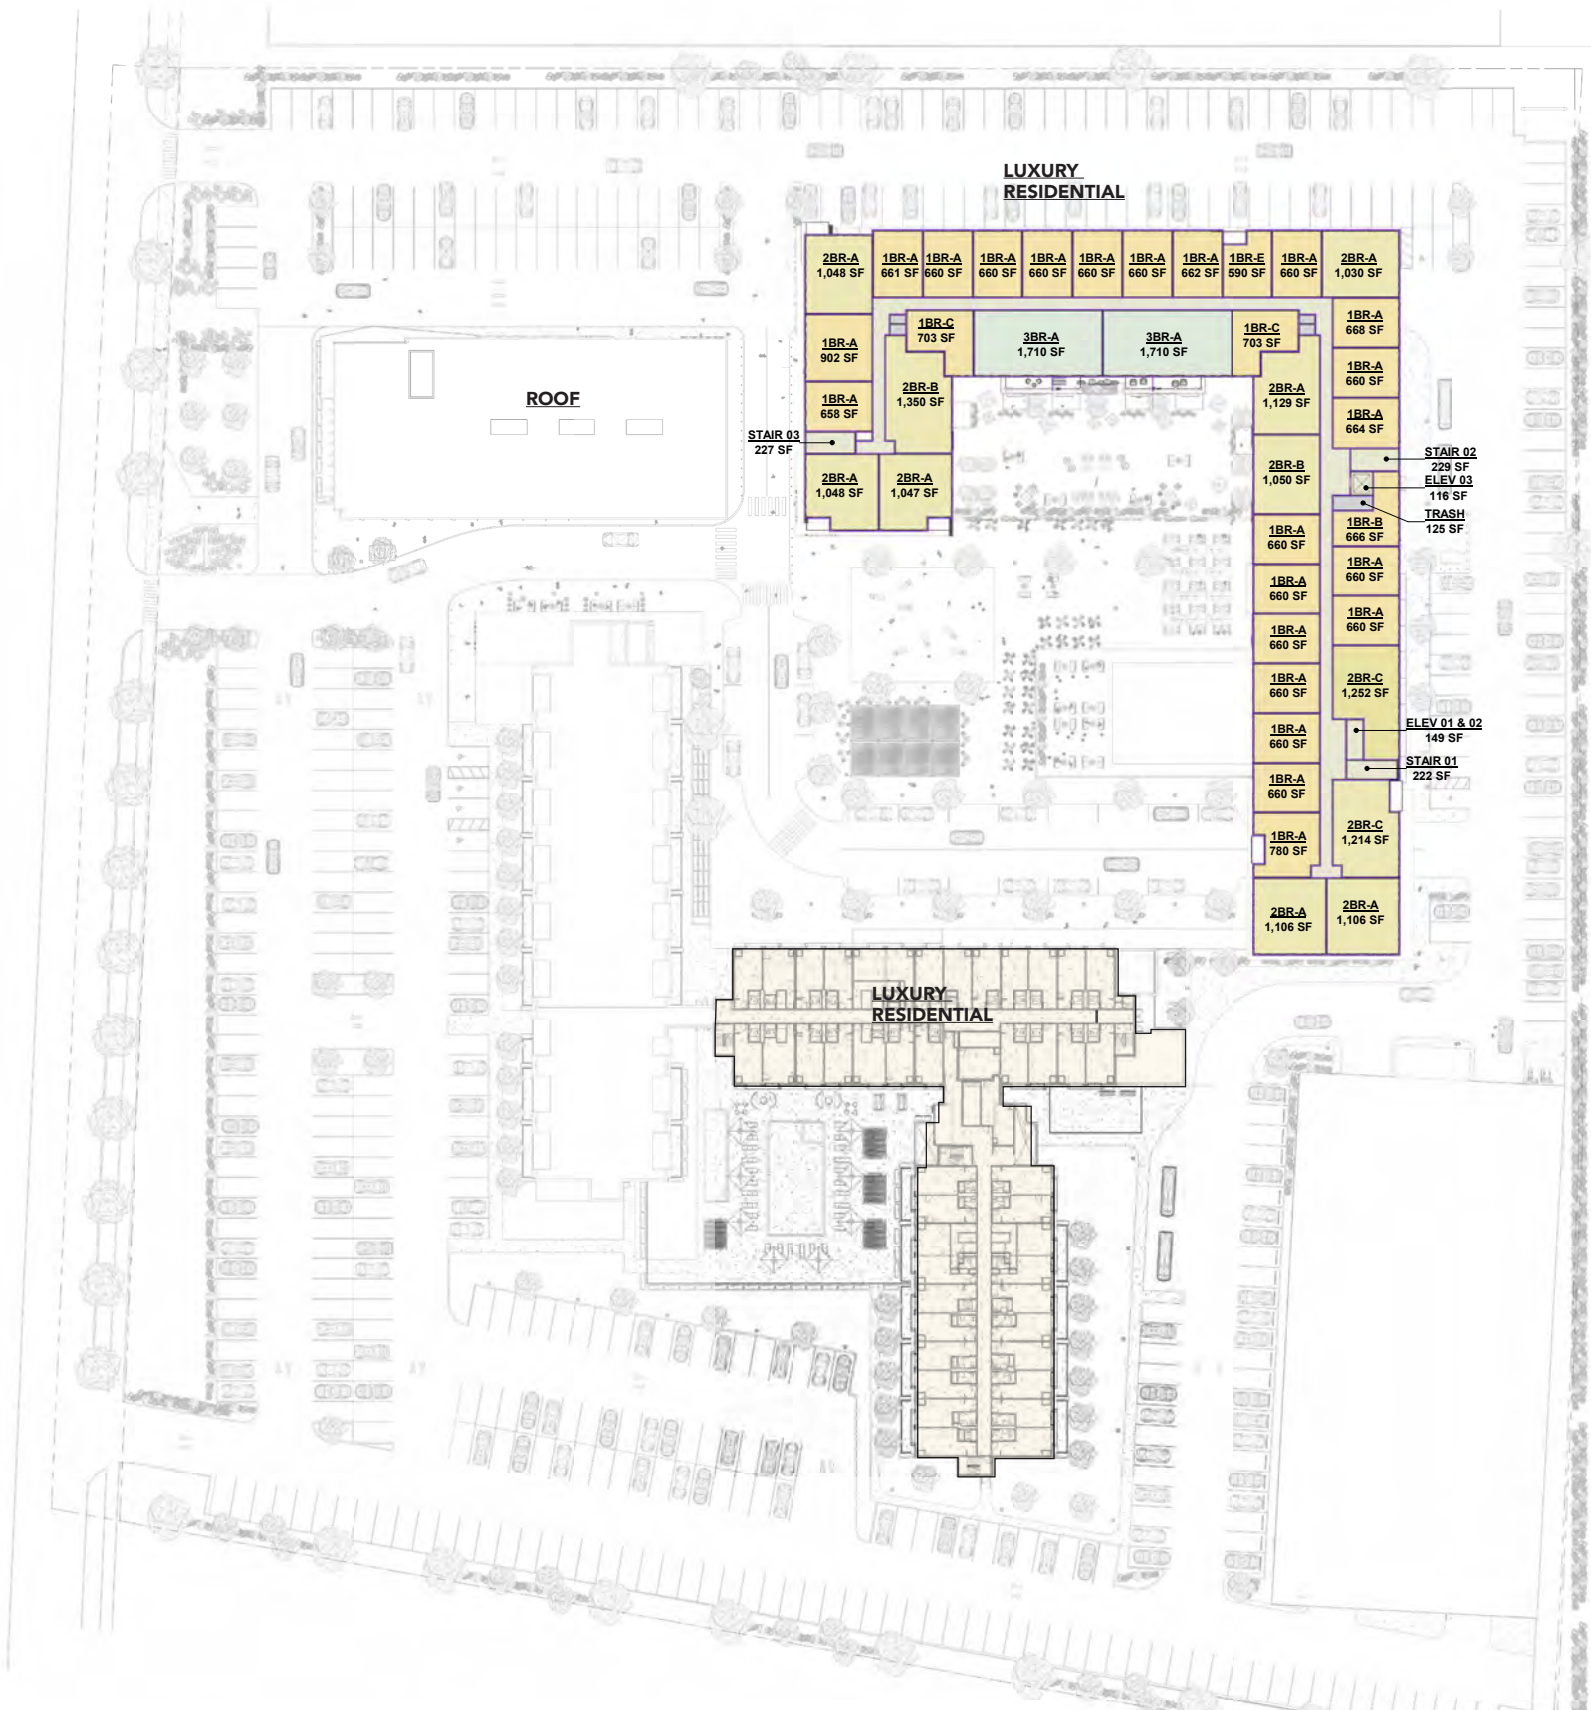 LUXURY
RESIDENTIAL
2BR-A
1,048 SF
1BR-A
661 SF
1BR-A
660 SF
1BR-A
660 SF
1BR-A
660 SF
1BR-A
660 SF
1BR-A
660 SF
1BR-A
662 SF
1BR-E
590 SF
1BR-A
660 SF
2BR-A
1,030 SF
1BR-A
902 SF
1BR-C
703 SF
3BR-A
1,710 SF
3BR-A
1,710 SF
1BR-C
703 SF
1BR-A
668 SF
1BR-A
660 SF
ROOF
1BR-A
658 SF
2BR-B
1,350 SF
2BR-A
1,129 SF
1BR-A
664 SF
STAIR 03
227 SF
STAIR 02
229 SF
2BR-A
1,048 SF
2BR-A
1,047 SF
2BR-B
1,050 SF
ELEV 03
116 SF
TRASH
125 SF
1BR-B
666 SF
1BR-A
660 SF
1BR-A
660 SF
1BR-A
660 SF
1BR-A
660 SF
1BR-A
660 SF
1BR-A
660 SF
2BR-C
1,252 SF
1BR-A
660 SF
ELEV 01 & 02
149 SF
1BR-A
660 SF
STAIR 01
222 SF
1BR-A
780 SF
2BR-C
1,214 SF
2BR-A
1,106 SF
2BR-A
1,106 SF
LUXURY
RESIDENTIAL